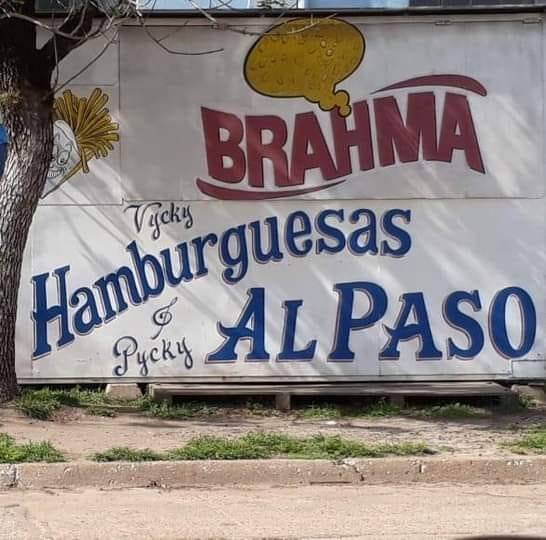 BRAHMA
Vycky
Hamburguesas
&
Pycky
AL PASO